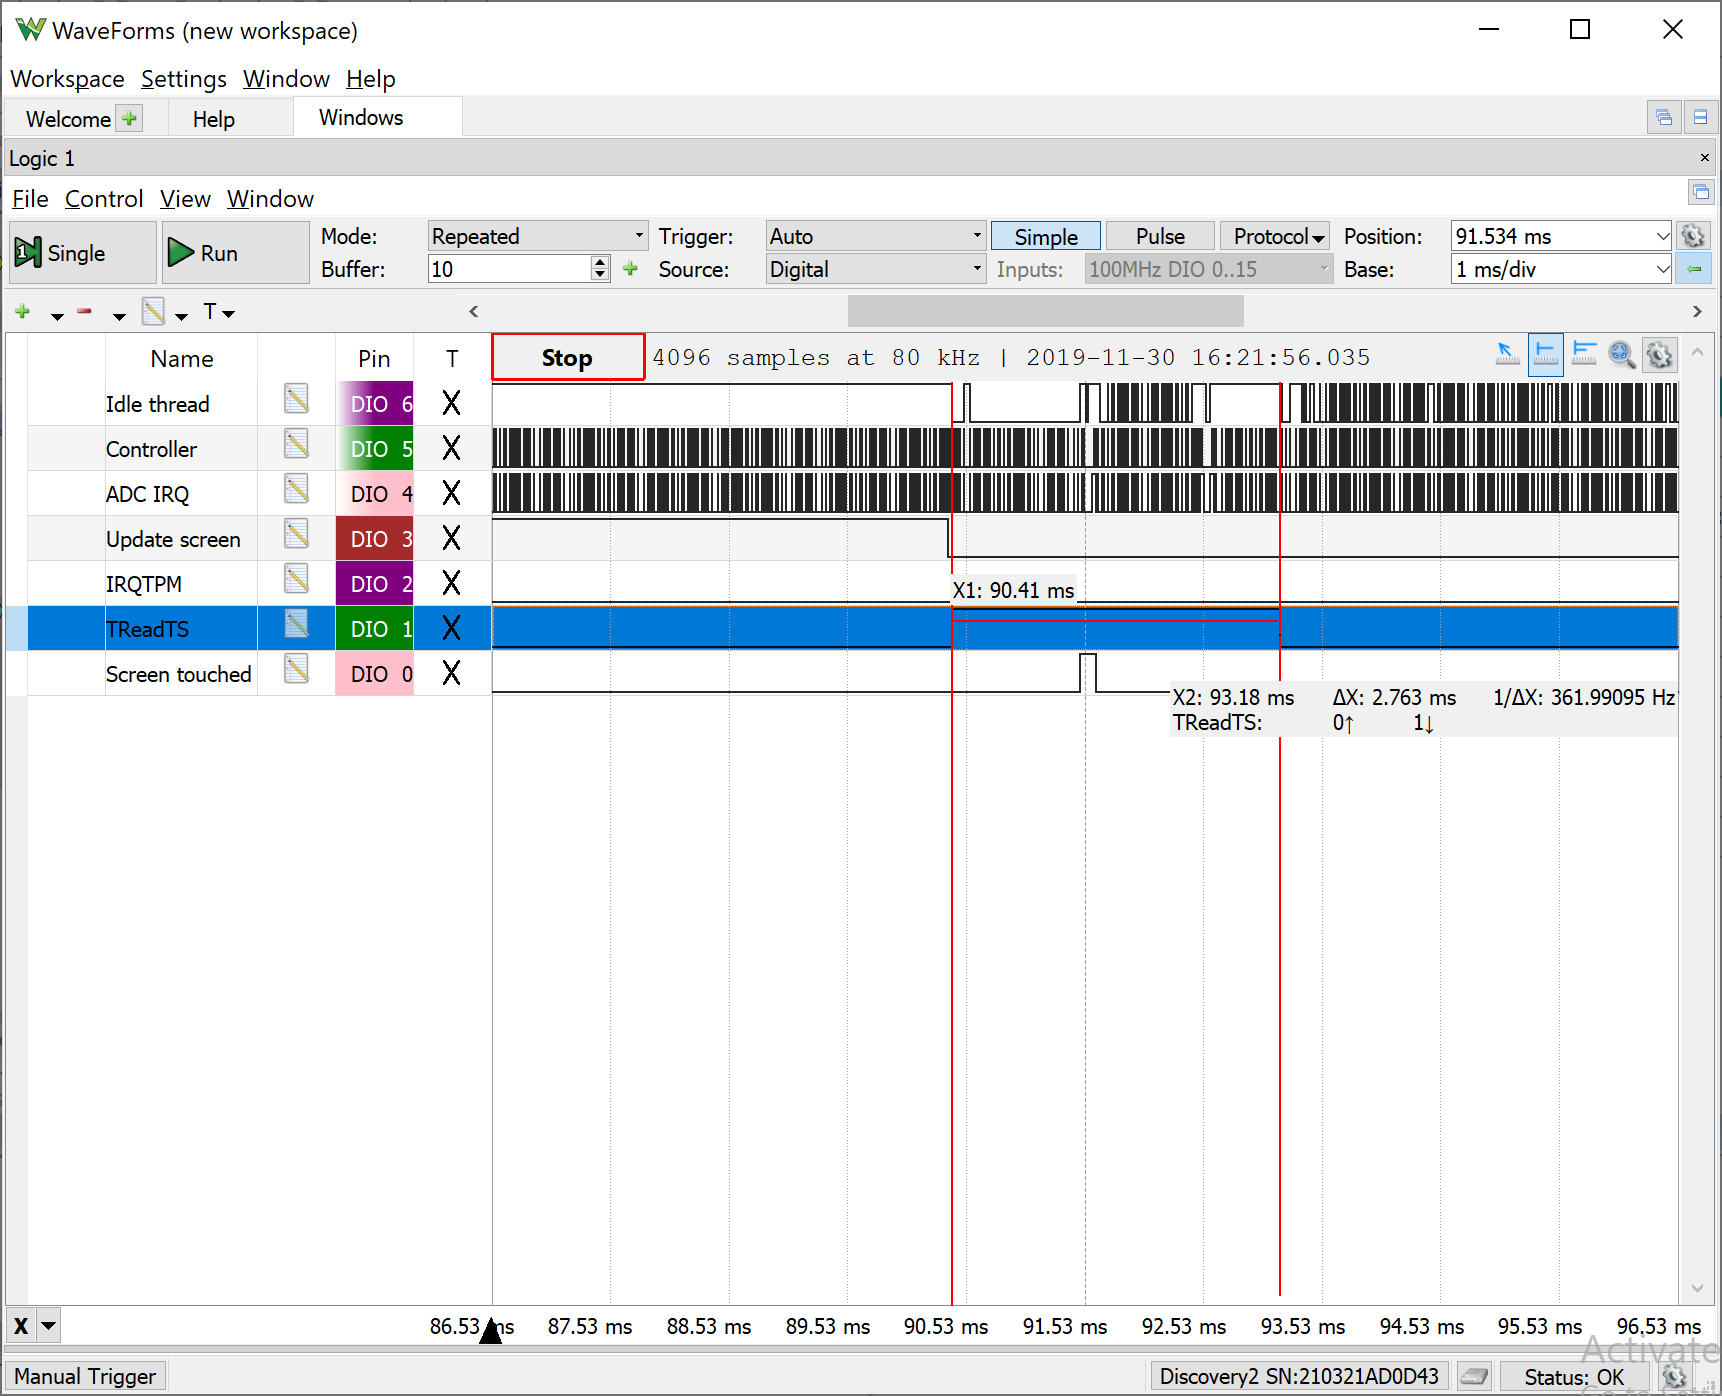 WaveForms (new workspace)
Workspace Settings Window Help
Welcome Help Windows
Logic 1
File Control View Window
Single Run Mode: Repeated Trigger: Auto Simple Pulse Protocol Position: 91.534 ms
Buffer: 10 Source: Digital Inputs: 100MHz DIO 0..15 Base: 1 ms/div
T
Name Pin T Stop 4096 samples at 80 kHz | 2019-11-30 16:21:56.035
Idle thread DIO 6 X
Controller DIO 5 X
ADC IRQ DIO 4 X
Update screen DIO 3 X
IRQTPM DIO 2 X
X1: 90.41 ms
TReadTS DIO 1 X
Screen touched DIO 0 X
X2: 93.18 ms ΔX: 2.763 ms 1/ΔX: 361.99095 Hz
TReadTS: 0↑ 1↓
X 86.53 ms 87.53 ms 88.53 ms 89.53 ms 90.53 ms 91.53 ms 92.53 ms 93.53 ms 94.53 ms 95.53 ms 96.53 ms
Activate
Manual Trigger Discovery2 SN:210321AD0D43 Status: OK